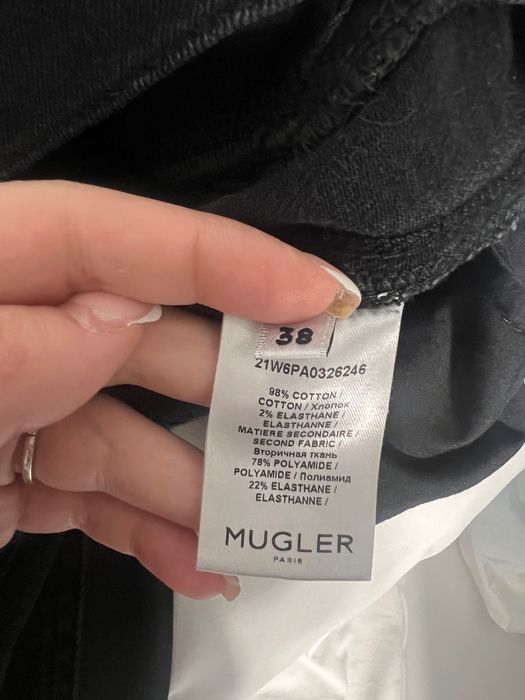 38
21W6PA0326246
98% COTTON /
COTTON / Хлопок
2% ELASTHANE /
ELASTHANNE /
MATIERE SECONDAIRE /
SECOND FABRIC /
Вторичная ткань
78% POLYAMIDE /
POLYAMIDE / Полиамид
22% ELASTHANE /
ELASTHANNE /
MUGLER
PARIS